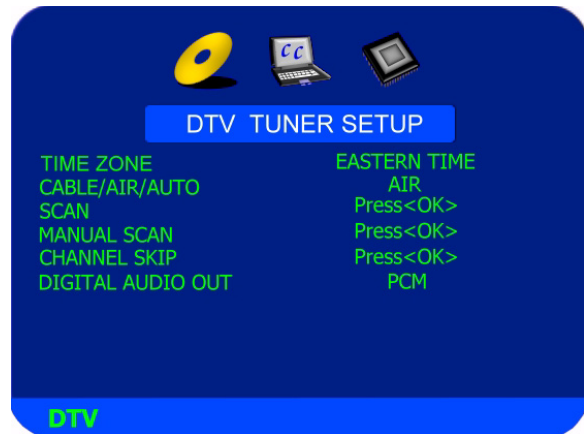 CC
DTV TUNER SETUP
TIME ZONE EASTERN TIME
CABLE/AIR/AUTO AIR
SCAN Press<OK>
MANUAL SCAN Press<OK>
CHANNEL SKIP Press<OK>
DIGITAL AUDIO OUT PCM
DTV